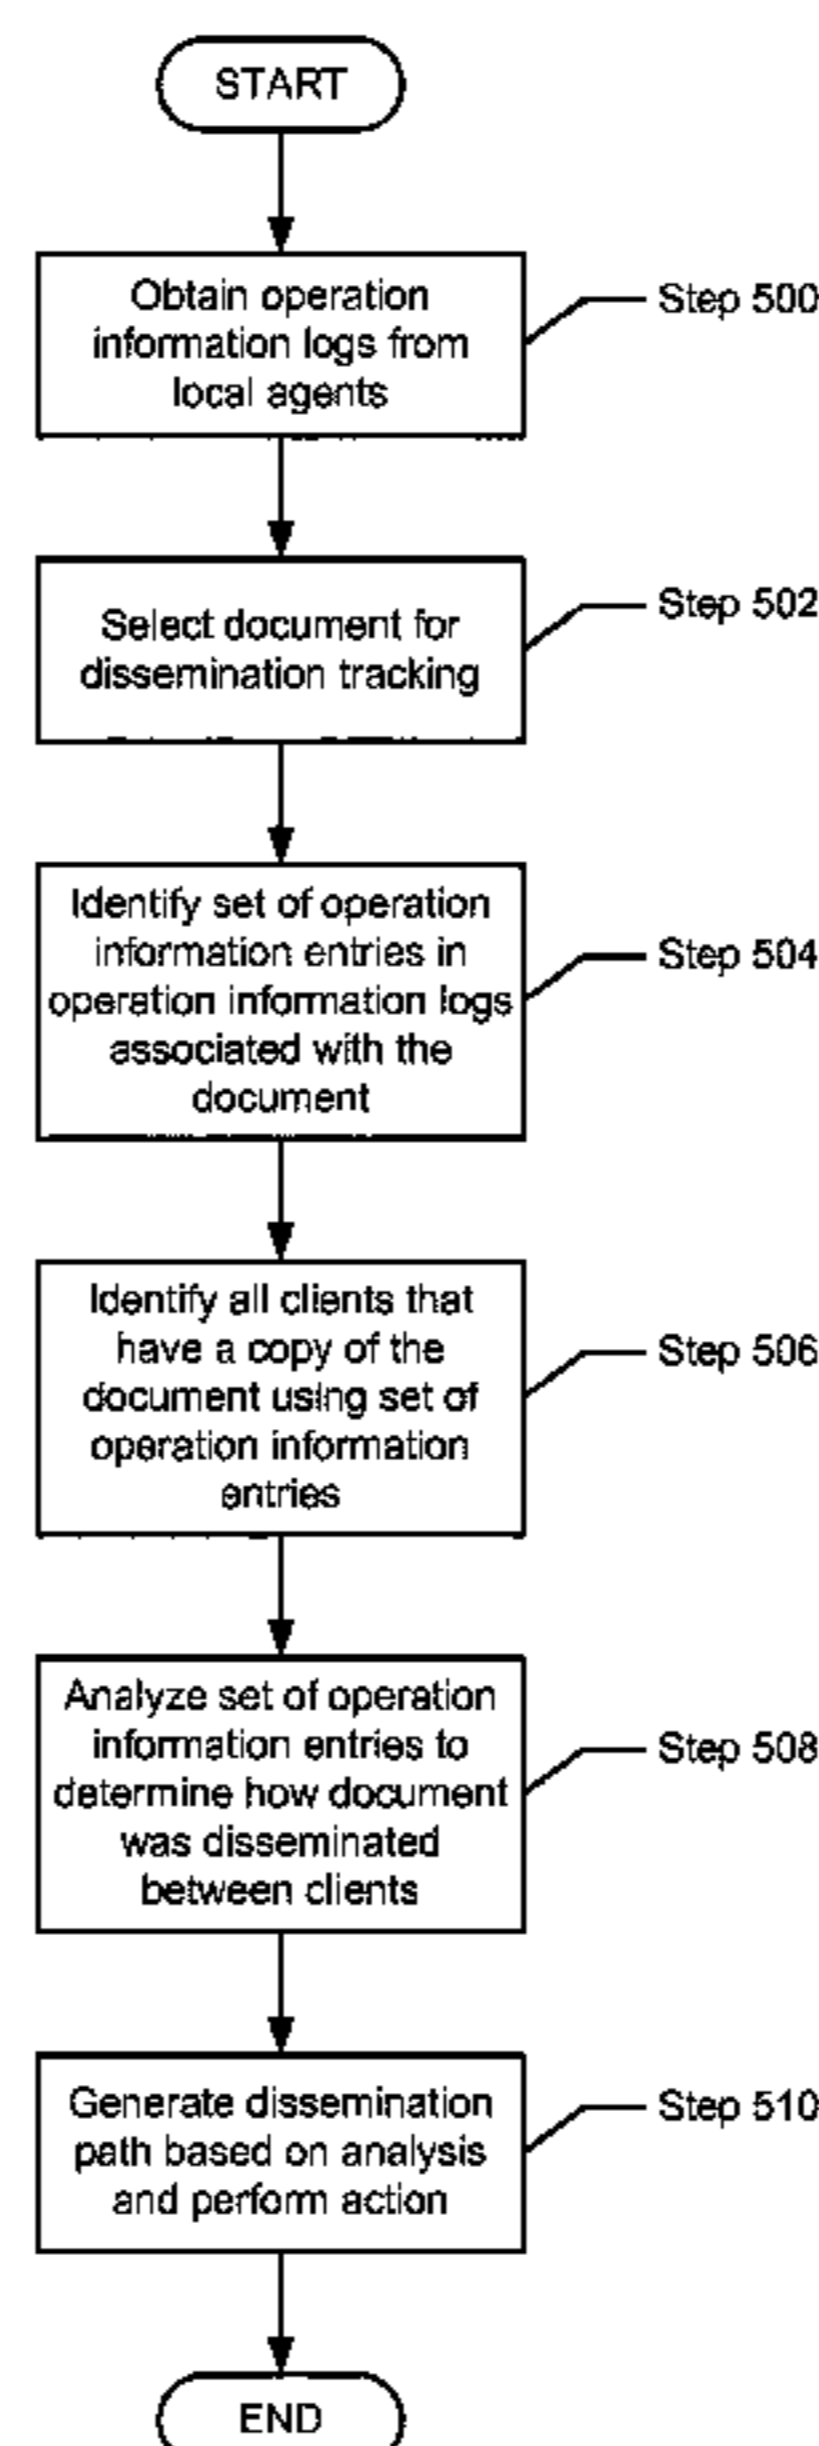 START
Obtain operation
information logs from
local agents
Step 500
Select document for
dissemination tracking
Step 502
Identify set of operation
information entries in
operation information logs
associated with the
document
Step 504
Identify all clients that
have a copy of the
document using set of
operation information
entries
Step 506
Analyze set of operation
information entries to
determine how document
was disseminated
between clients
Step 508
Generate dissemination
path based on analysis
and perform action
Step 510
END